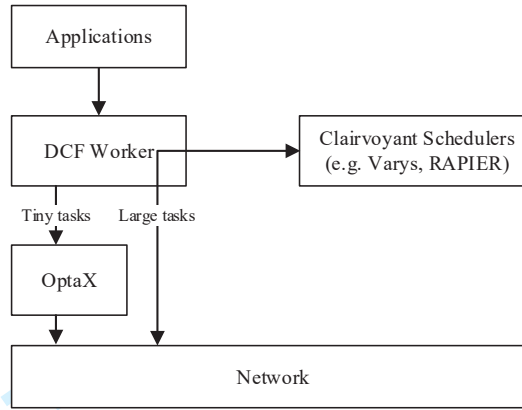 Applications
DCF Worker
Clairvoyant Schedulers
(e.g. Varys, RAPIER)
Tiny tasks
Large tasks
OptaX
Network